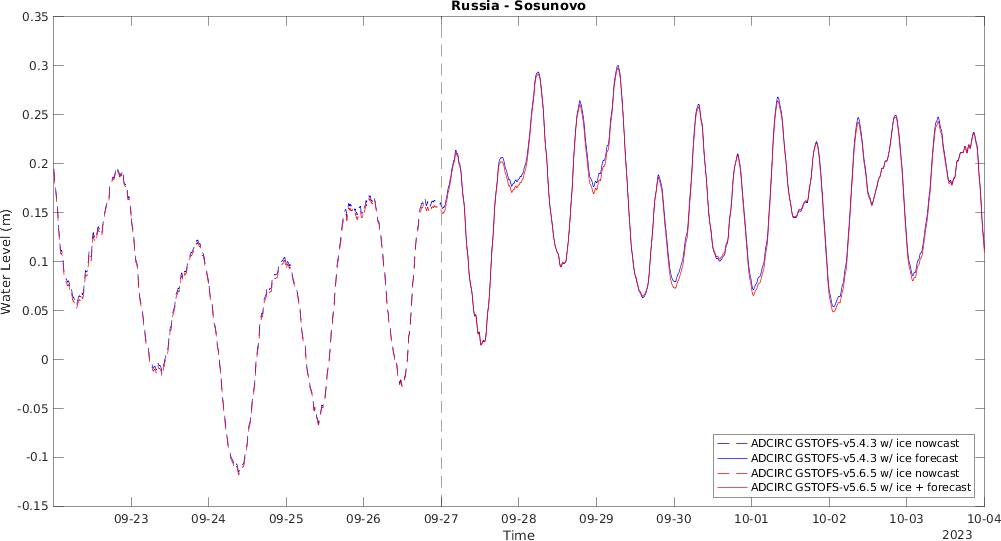 Russia - Sosunovo
0.35
0.3
0.25
0.2
0.15
0.1
0.05
0
-0.05
-0.1
-0.15
Water Level (m)
ADCIRC GSTOFS-v5.4.3 w/ ice nowcast
ADCIRC GSTOFS-v5.4.3 w/ ice forecast
ADCIRC GSTOFS-v5.6.5 w/ ice nowcast
ADCIRC GSTOFS-v5.6.5 w/ ice + forecast
09-23 09-24 09-25 09-26 09-27 09-28 09-29 09-30 10-01 10-02 10-03 10-04
Time
2023